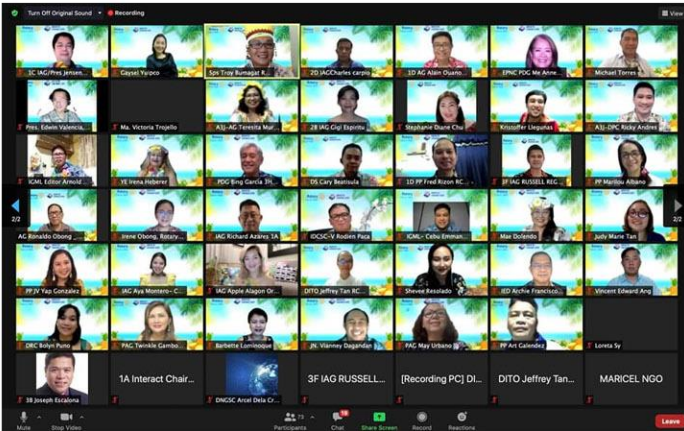 Turn Off Original Sound
Recording
View
1C IAG/Pres Jensen...
Gaysel Yuipco
Sps Troy Bumagat R...
2D IAGCharles carpio
1D AG Alain Ouano...
EPNC PDG Me Anne...
Michael Torres
Pres. Edwin Valencia,...
Ma. Victoria Trojello
A3J-AG Teresita Mar...
2B IAG Gigi Espiritu
Stephanie Diane Chu
Kristoffer Llegunas
A3J-DPC Ricky Andres
IGML Editor Arnold...
YE Irena Heberer
PDG Bing Garcia 3H...
DS Cary Beatisula
1D PP Fred Rizon RC...
3F IAG RUSSELL REG...
PP Marilou Albano
2/2
2/2
AG Ronaldo Obong _...
Irene Obong, Rotary...
IAG Richard Azares 1A
IDCSC-V Rodien Paca
IGML- Cebu Emman...
Mae Dolendo
Judy Marie Tan
PP JV Yap Gonzalez
IAG Aya Montero- C...
IAG Apple Alagon Or...
DITO Jeffrey Tan RC...
Shevee Resolado
IED Archie Francisco...
Vincent Edward Ang
DRC Bolyn Puno
PAG Twinkle Gambo...
Barbette Lominoque
JN. Vianney Dagandan
PAG May Urbano
PP Art Galendez
Loreta Sy
3B Joseph Escalona
1A Interact Chair...
DNGSC Arcel Dela Cr...
3F IAG RUSSELL...
[Recording PC] DI...
DITO Jeffrey Tan...
MARICEL NGO
Mute
Stop Video
Participants
Chat
Share Screen
Record
Reactions
Leave